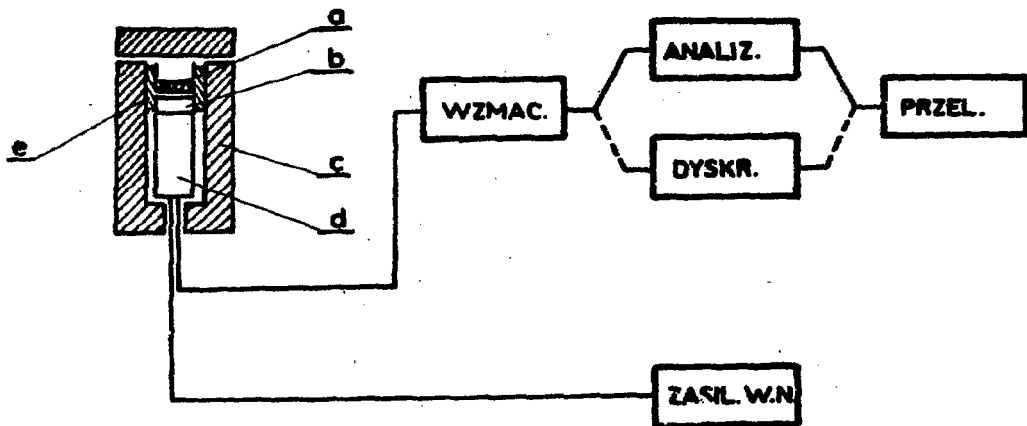 a
b
e
c
d
WZMAC.
ANALIZ.
DYSKR.
PRZEL.
ZASIL. W.N.